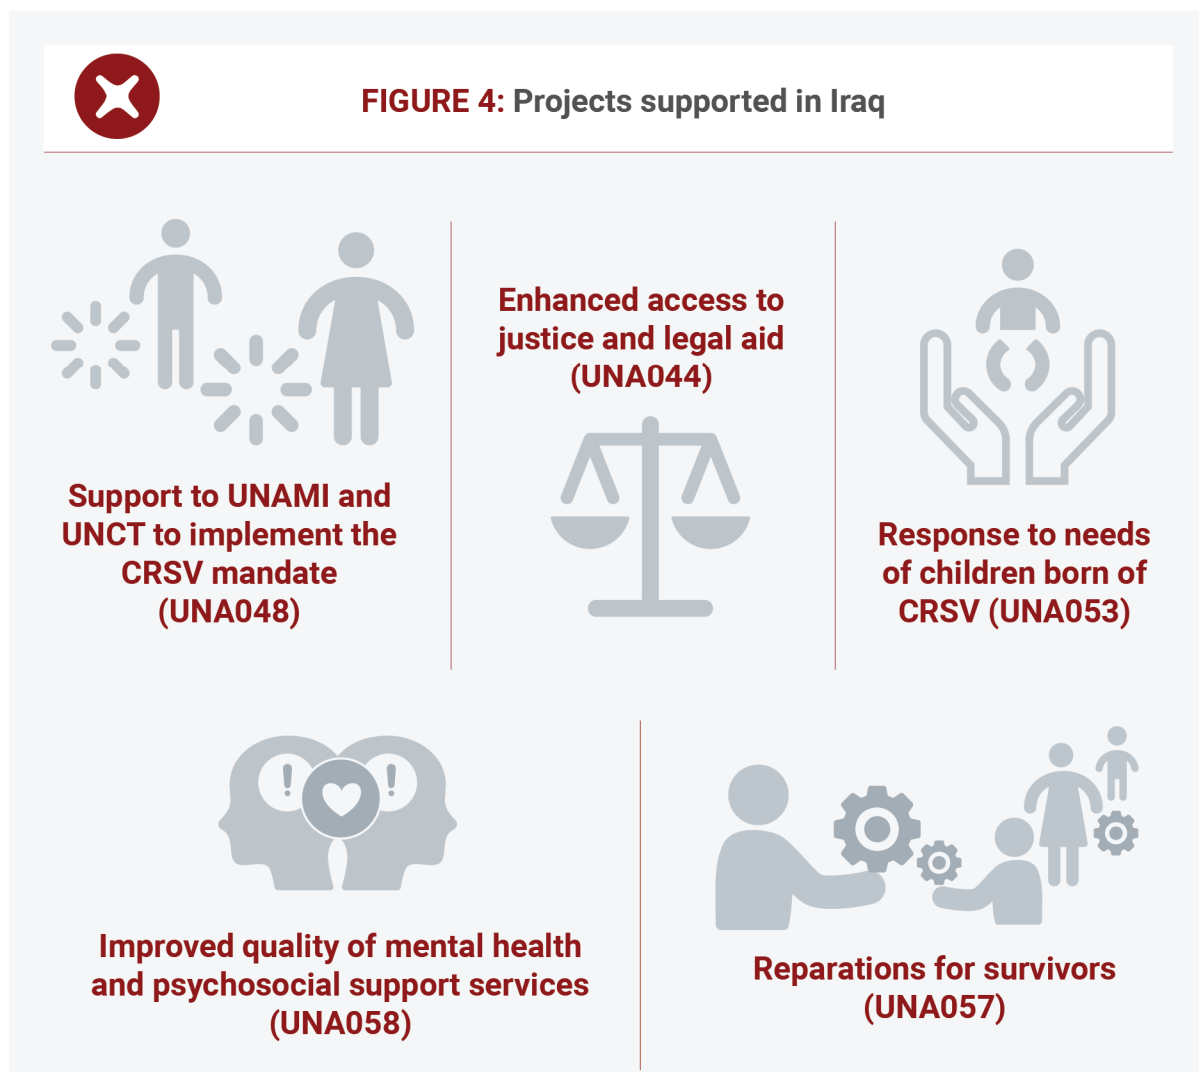 FIGURE 4: Projects supported in Iraq
Support to UNAMI and
UNCT to implement the
CRSV mandate
(UNA048)
Enhanced access to
justice and legal aid
(UNA044)
Response to needs
of children born of
CRSV (UNA053)
Improved quality of mental health
and psychosocial support services
(UNA058)
Reparations for survivors
(UNA057)